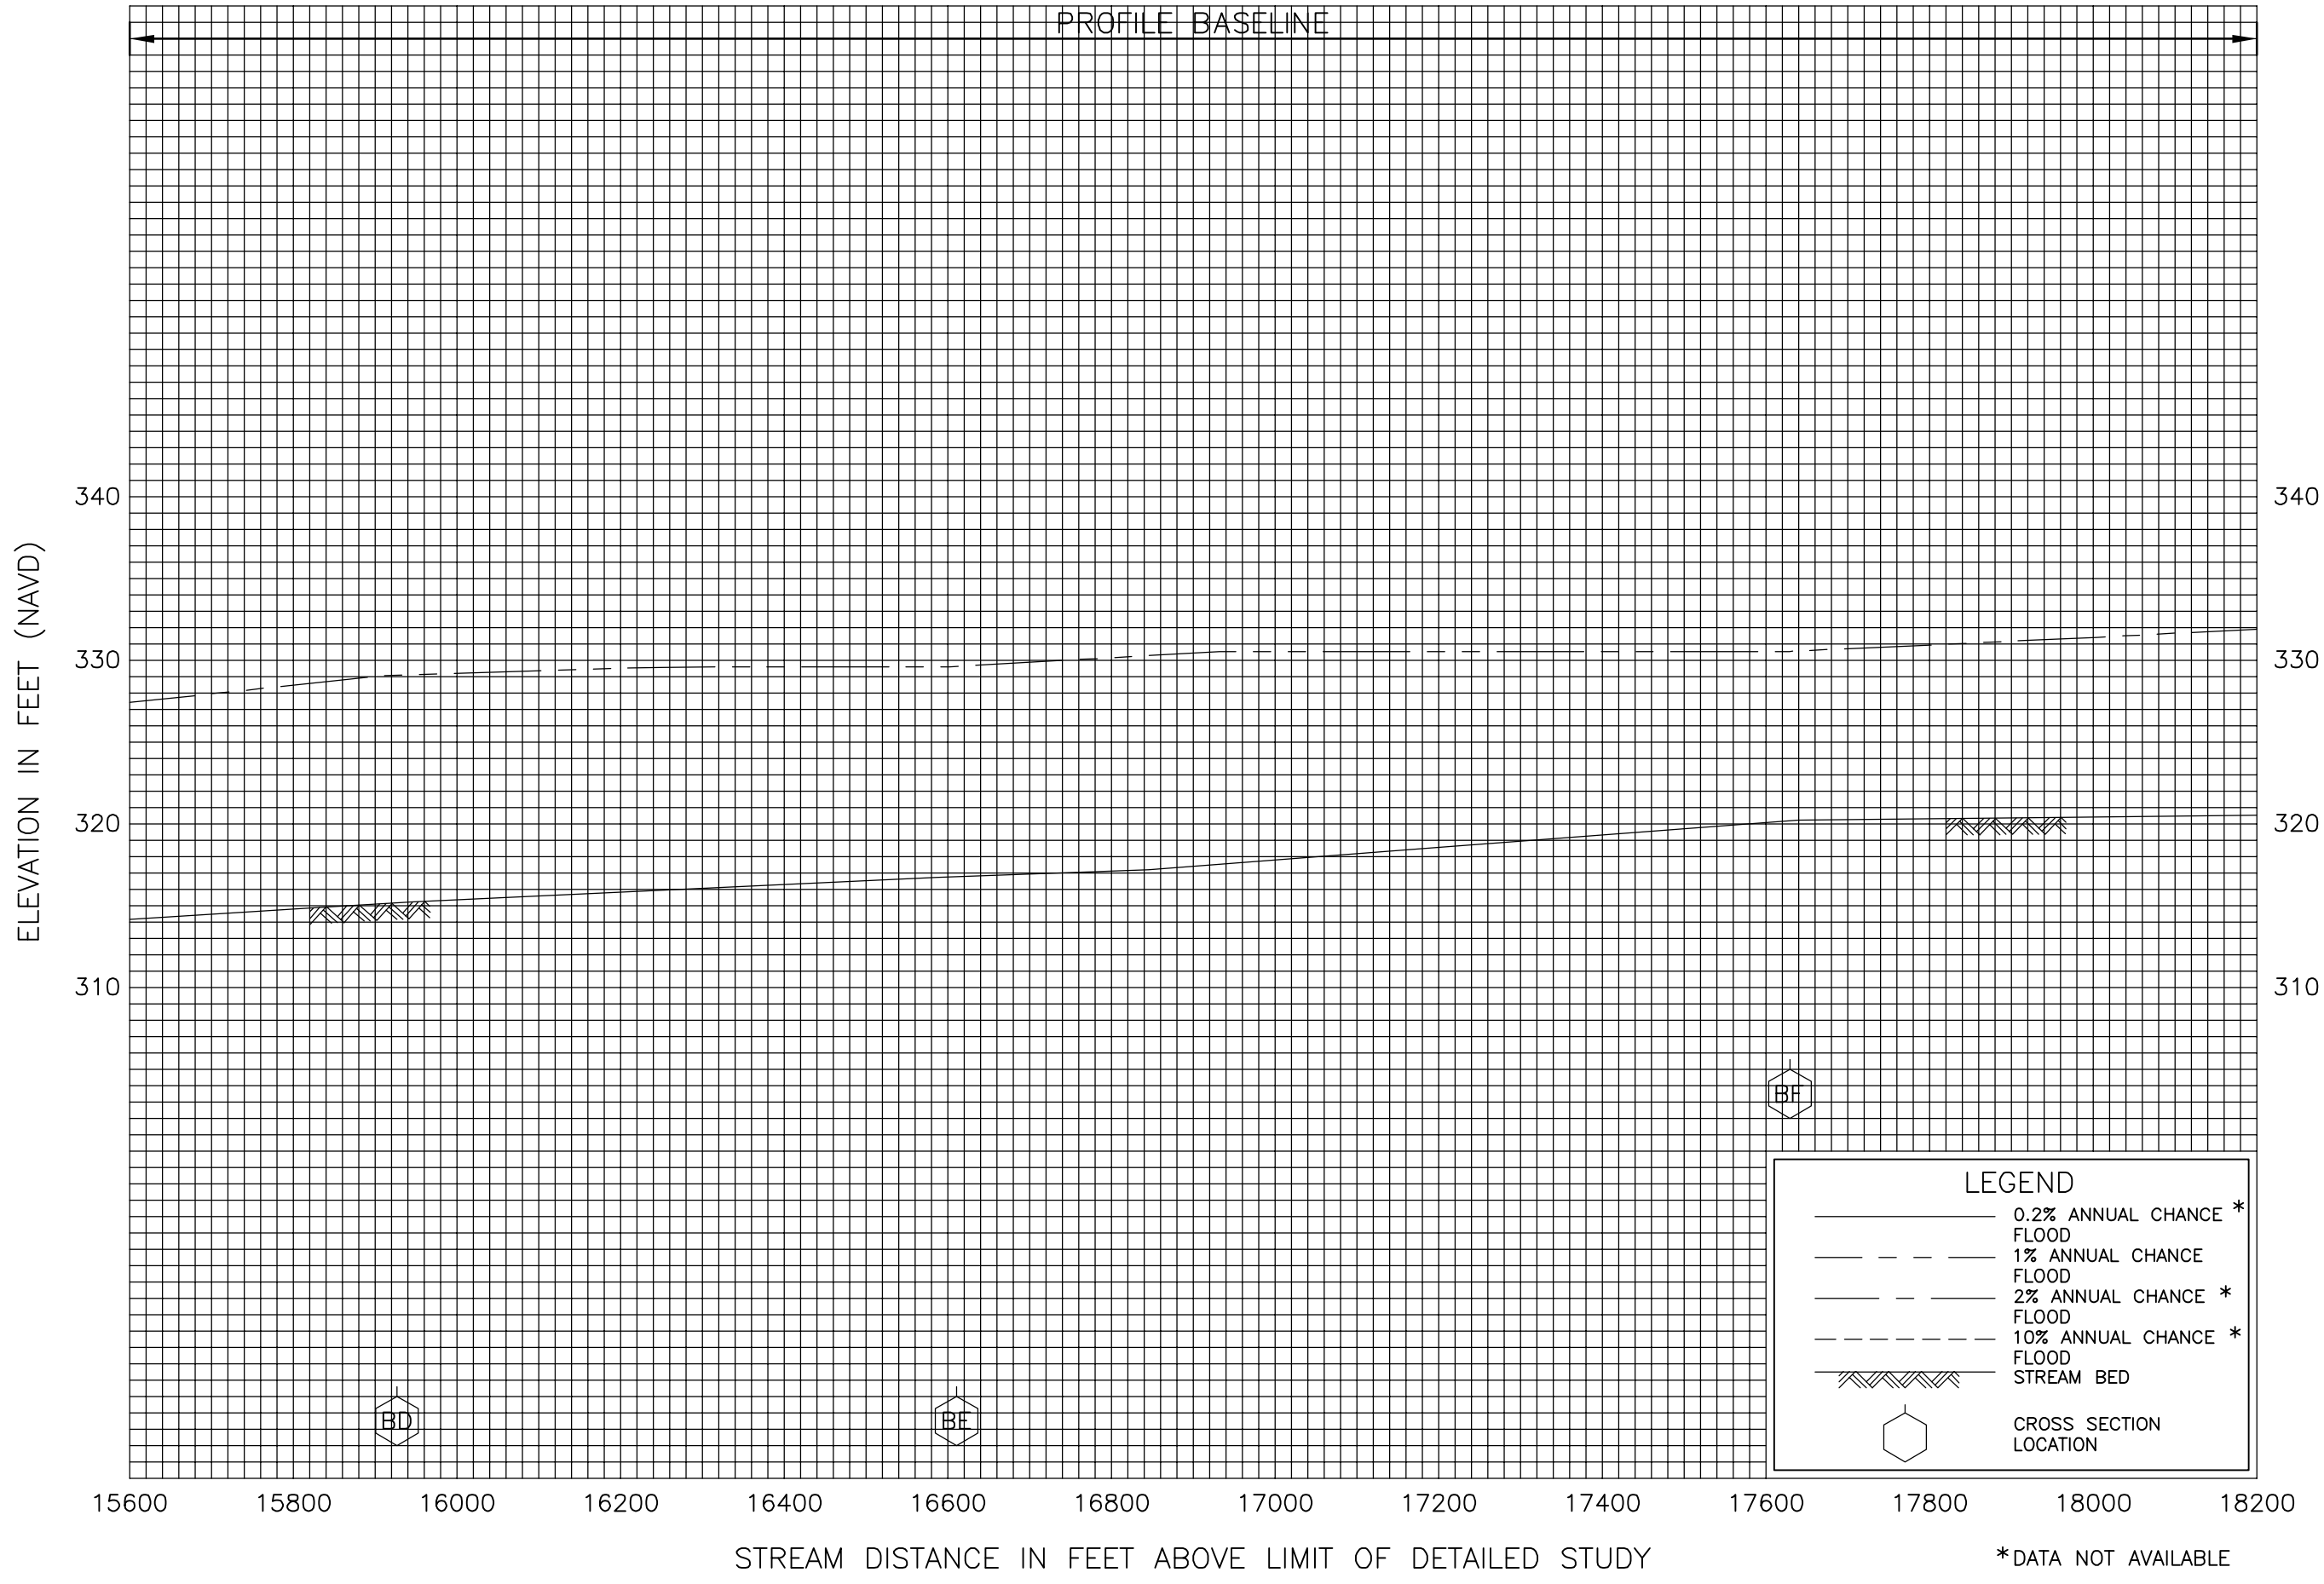 PROFILE BASELINE
ELEVATION IN FEET (NAVD)
340 340
330 330
320 320
310 310
BF
BD BE
LEGEND
0.2% ANNUAL CHANCE *
FLOOD
1% ANNUAL CHANCE
FLOOD
2% ANNUAL CHANCE *
FLOOD
10% ANNUAL CHANCE *
FLOOD
STREAM BED
CROSS SECTION
LOCATION
15600 15800 16000 16200 16400 16600 16800 17000 17200 17400 17600 17800 18000 18200
STREAM DISTANCE IN FEET ABOVE LIMIT OF DETAILED STUDY
*DATA NOT AVAILABLE